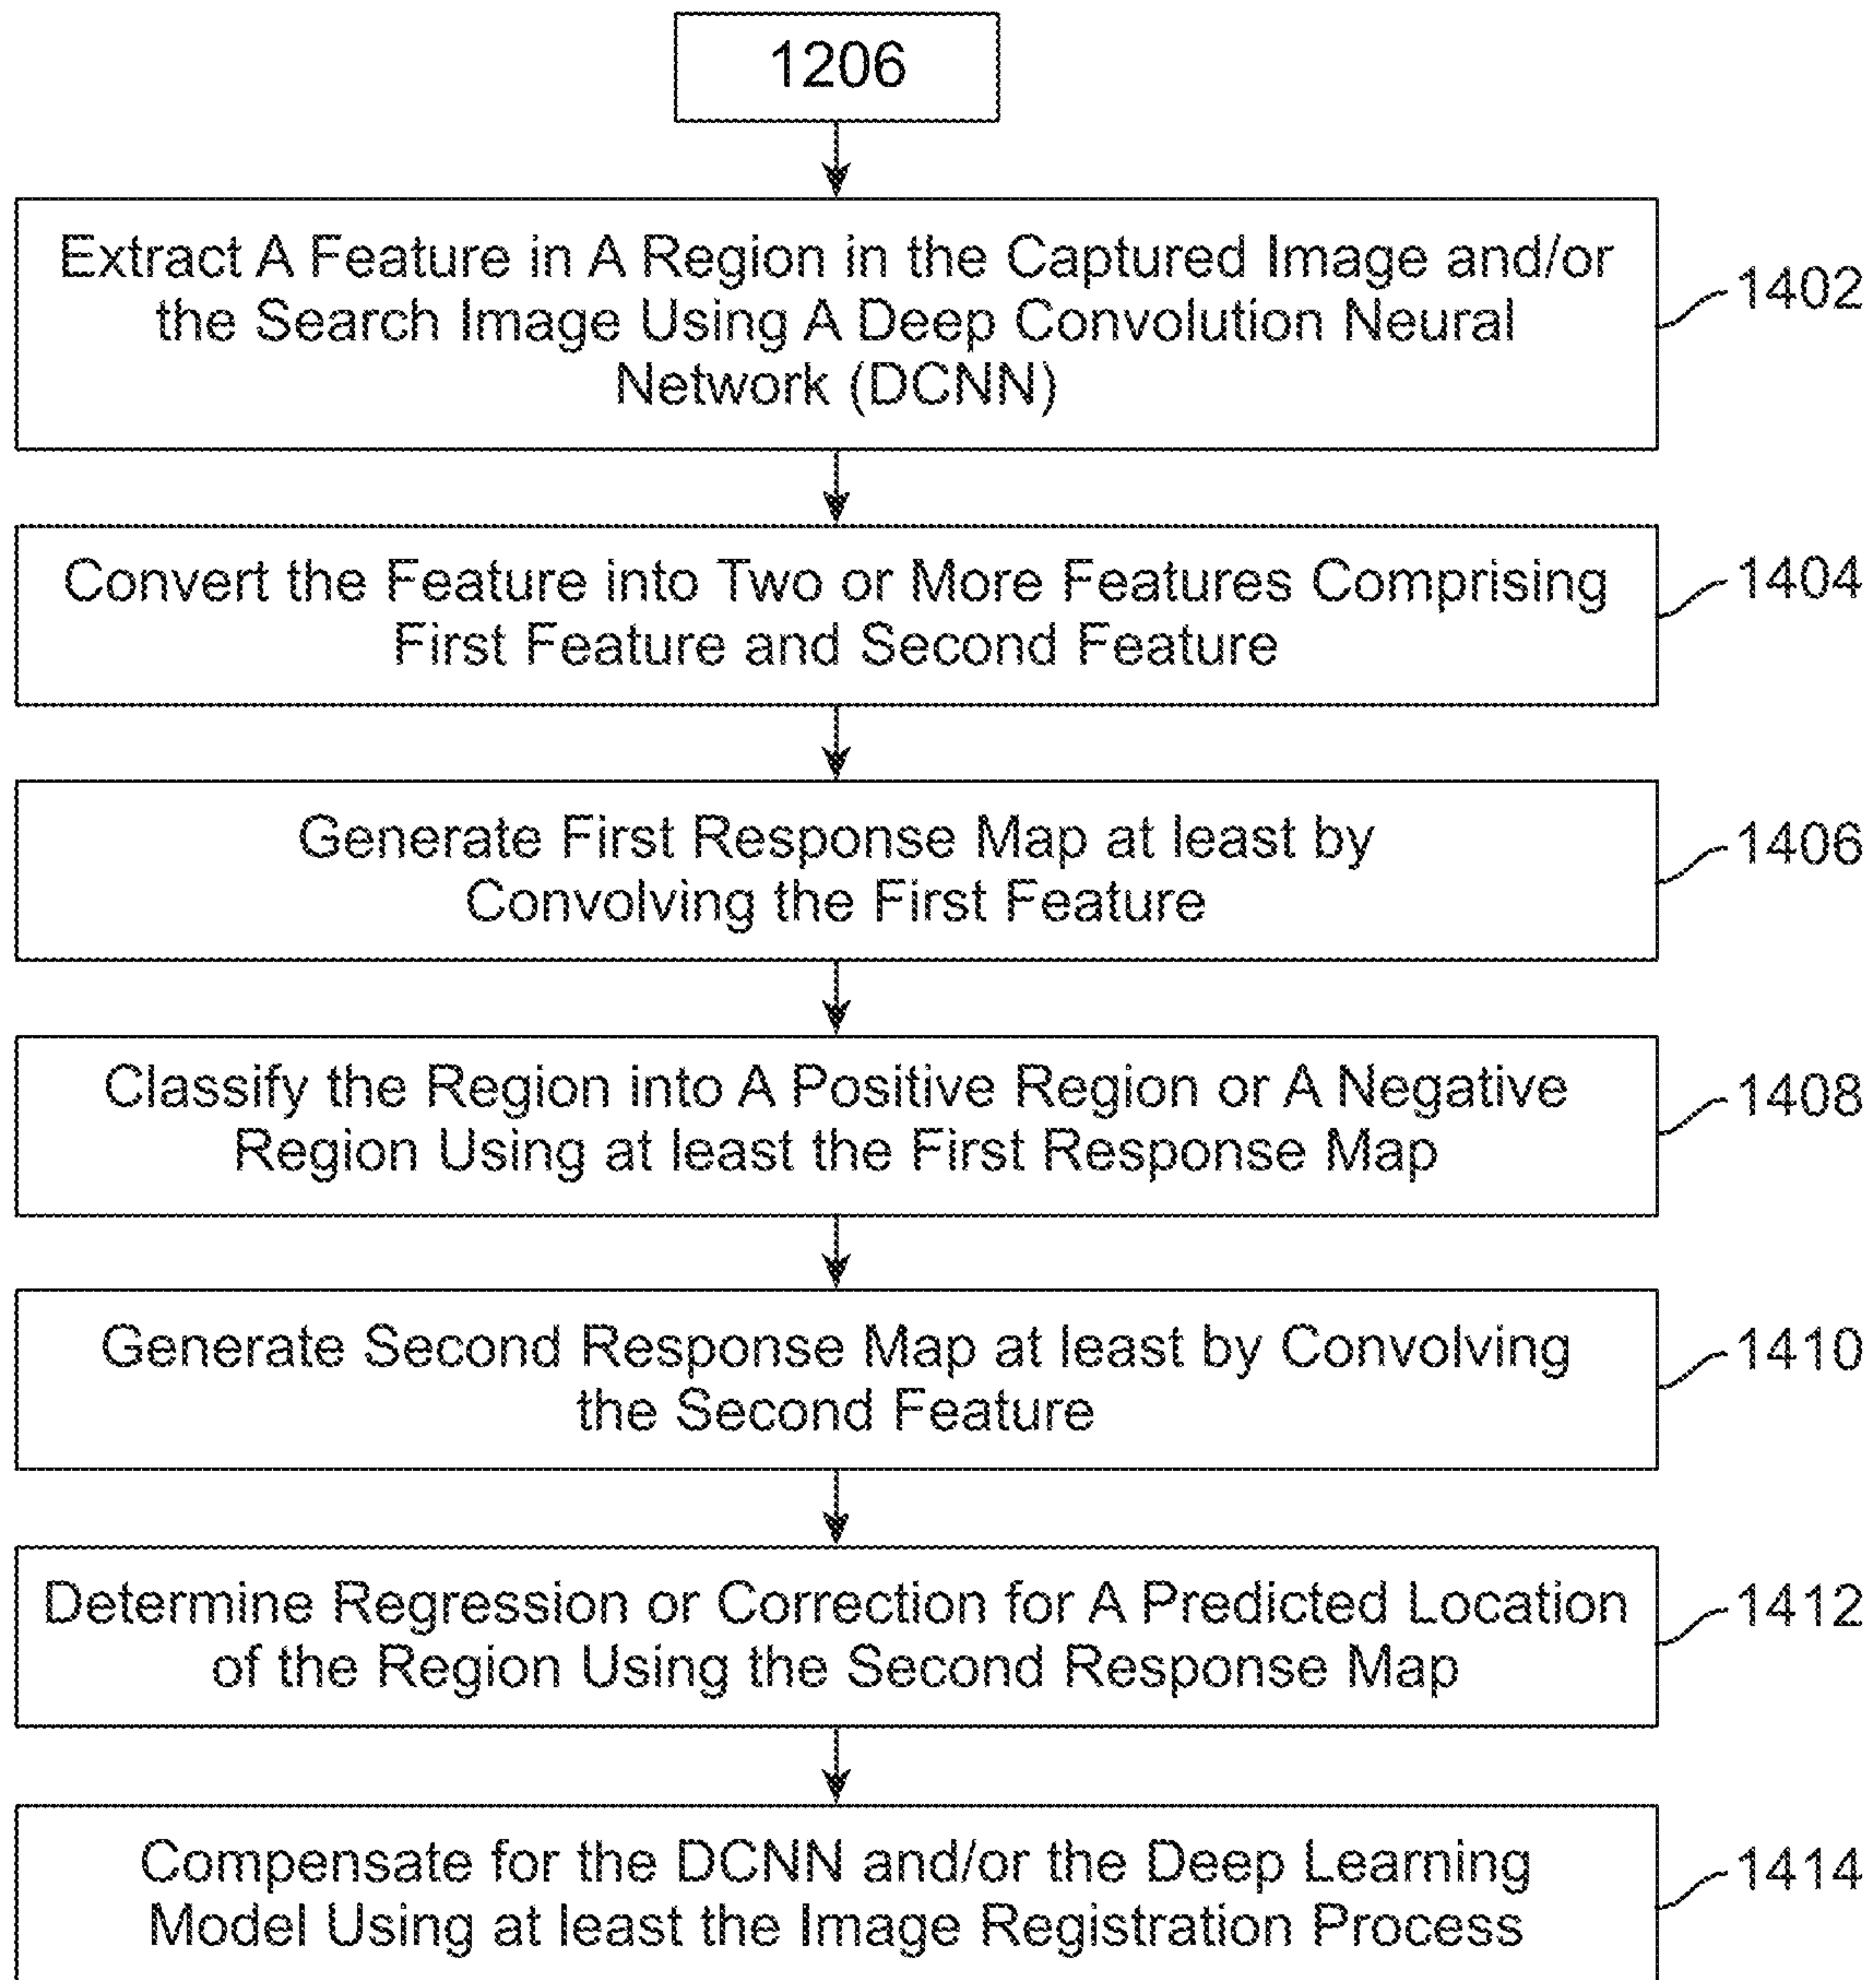 1206
Extract A Feature in A Region in the Captured Image and/or
the Search Image Using A Deep Convolution Neural
Network (DCNN)
1402
Convert the Feature into Two or More Features Comprising
First Feature and Second Feature
1404
Generate First Response Map at least by
Convolving the First Feature
1406
Classify the Region into A Positive Region or A Negative
Region Using at least the First Response Map
1408
Generate Second Response Map at least by Convolving
the Second Feature
1410
Determine Regression or Correction for A Predicted Location
of the Region Using the Second Response Map
1412
Compensate for the DCNN and/or the Deep Learning
Model Using at least the Image Registration Process
1414